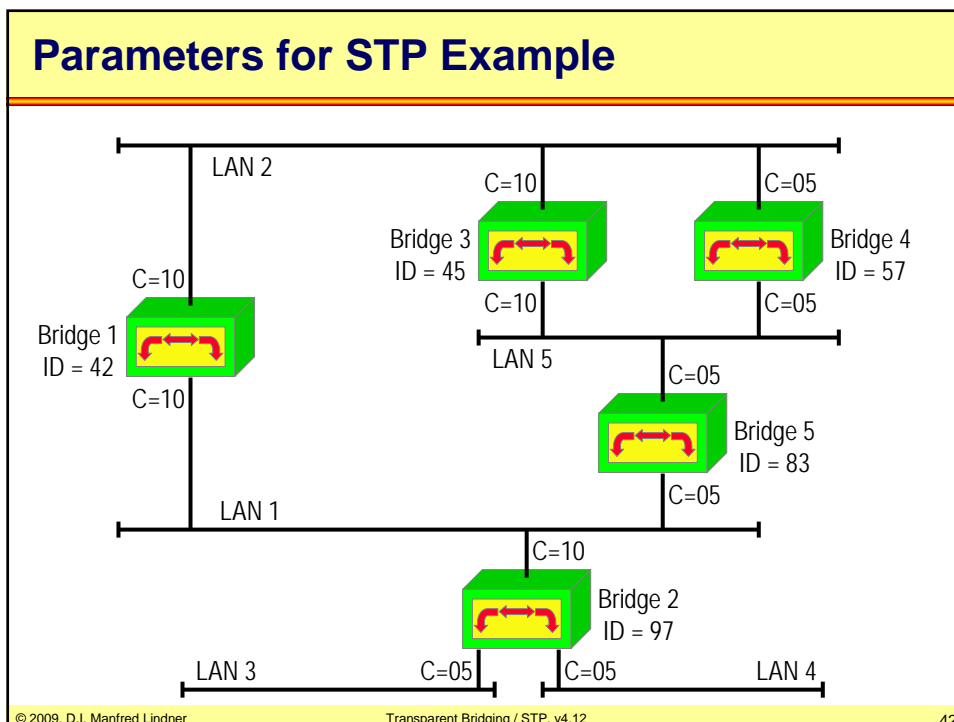 Parameters for STP Example
LAN 2
C=10
C=05
Bridge 3
ID = 45
Bridge 4
ID = 57
C=10
C=10
C=05
Bridge 1
ID = 42
LAN 5
C=10
C=05
Bridge 5
ID = 83
C=05
LAN 1
C=10
Bridge 2
ID = 97
LAN 3
C=05
C=05
LAN 4
© 2009, D.I. Manfred Lindner
Transparent Bridging / STP, v4.12
42